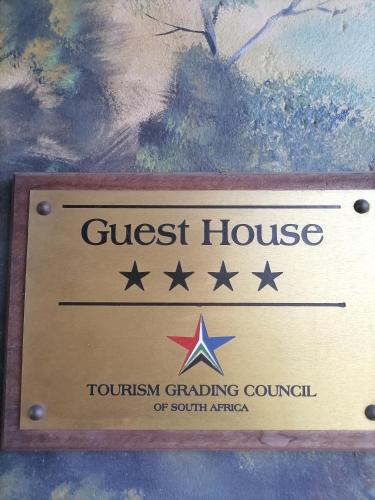 Guest House
TOURISM GRADING COUNCIL
OF SOUTH AFRICA